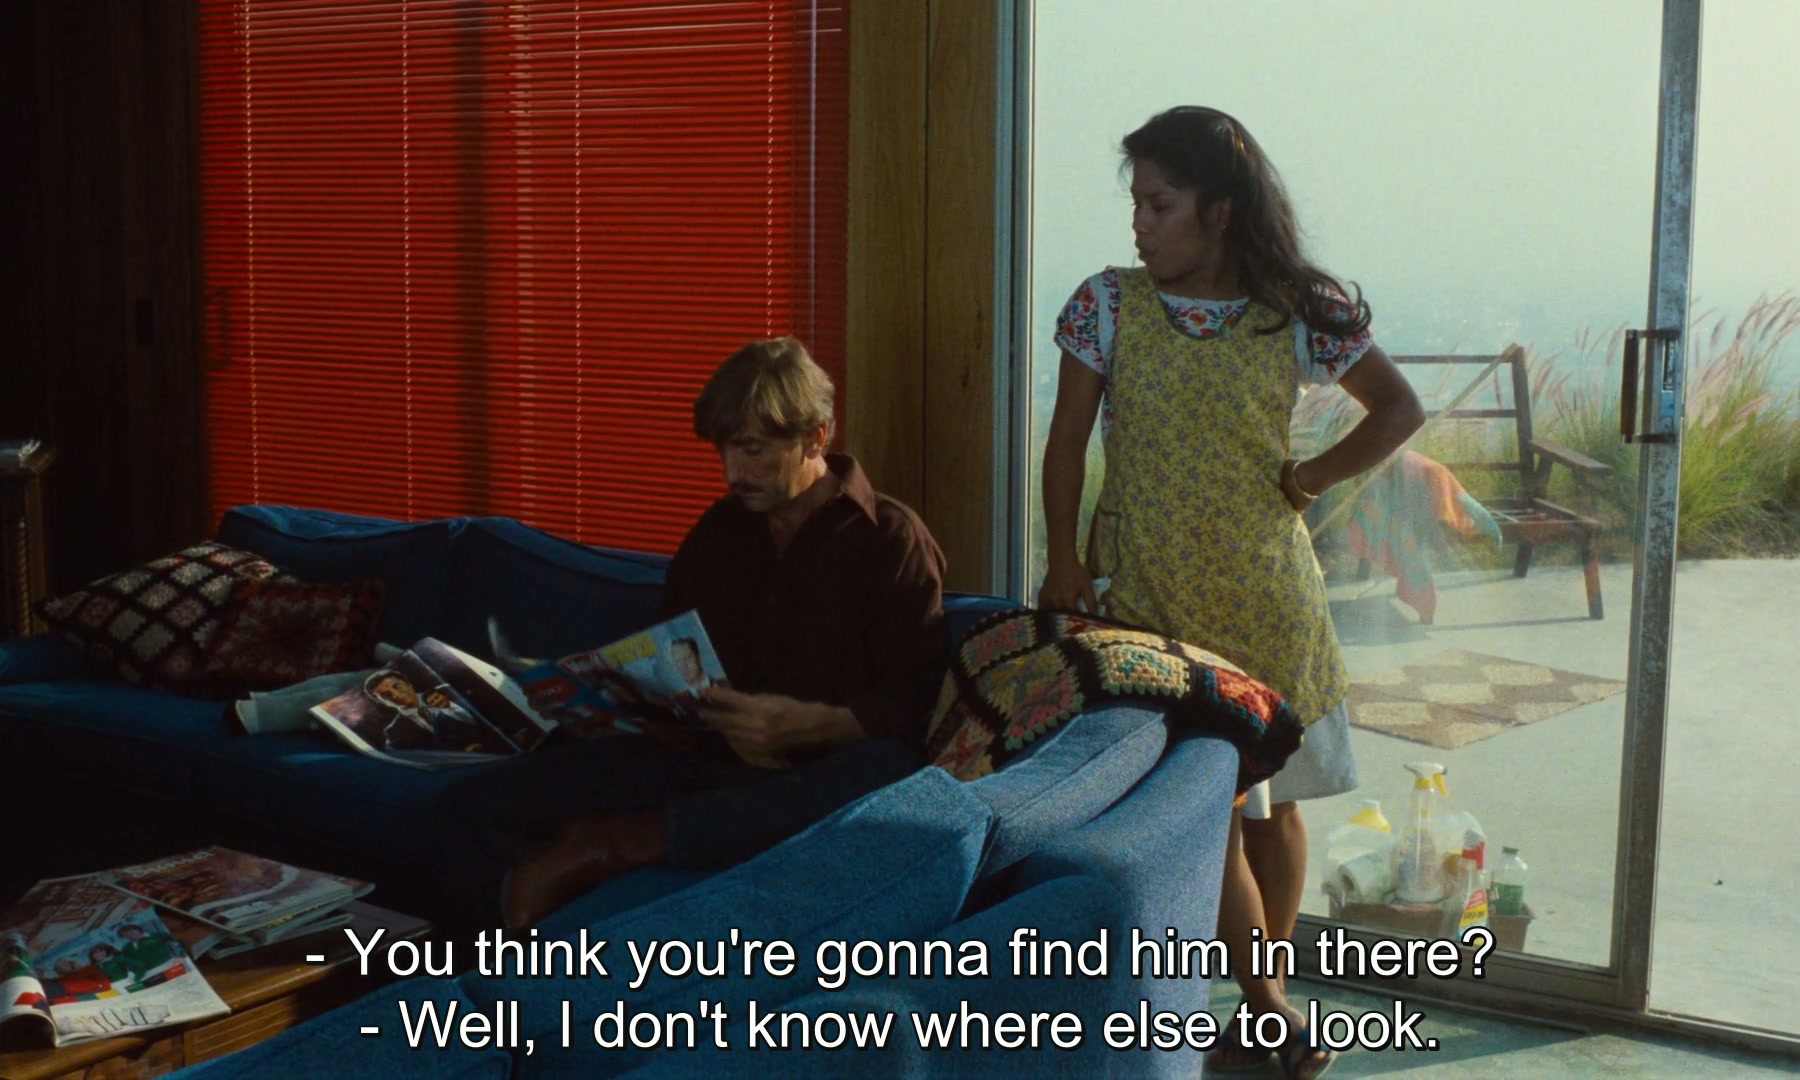 - You think you're gonna find him in there?
- Well, I don't know where else to look.